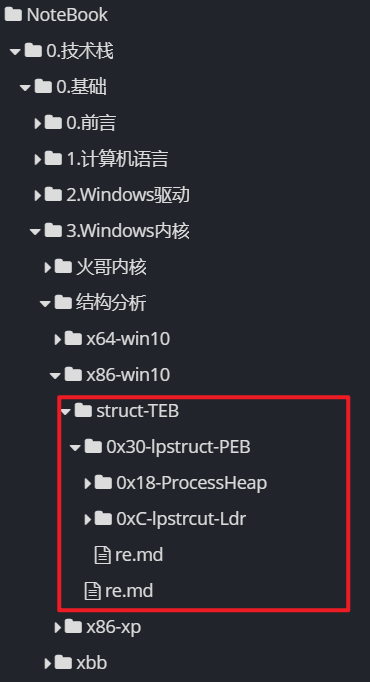 NoteBook
0.技术栈
0.基础
0.前言
1.计算机语言
2.Windows驱动
3.Windows内核
火哥内核
结构分析
x64-win10
x86-win10
struct-TEB
0x30-lpstruct-PEB
0x18-ProcessHeap
0xC-lpstrcut-Ldr
re.md
re.md
x86-xp
xbb